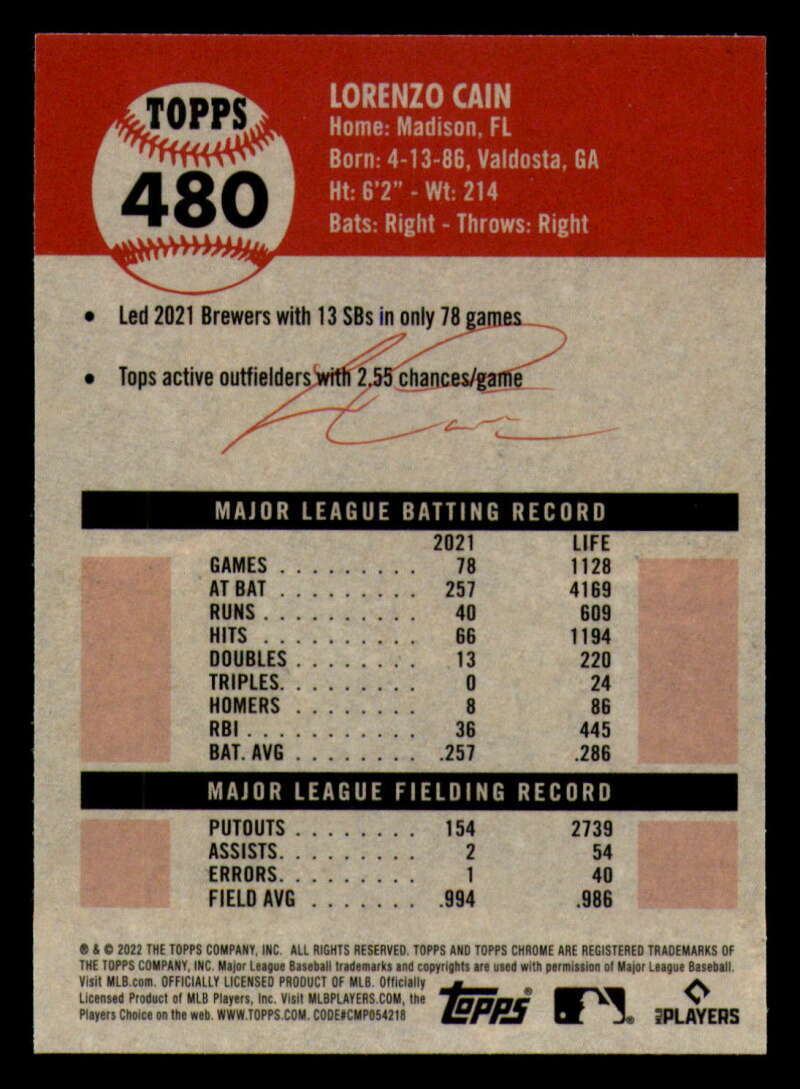 TOPPS
480
LORENZO CAIN
Home: Madison, FL
Born: 4-13-86, Valdosta, GA
Ht: 6'2" - Wt: 214
Bats: Right - Throws: Right
• Led 2021 Brewers with 13 SBs in only 78 games
• Tops active outfielders with 2.55 chances/game
MAJOR LEAGUE BATTING RECORD
2021 LIFE
GAMES . . . . . . . . . 78 1128
AT BAT . . . . . . . . . 257 4169
RUNS . . . . . . . . . . 40 609
HITS . . . . . . . . . . 66 1194
DOUBLES . . . . . . . . 13 220
TRIPLES. . . . . . . . . 0 24
HOMERS . . . . . . . . 8 86
RBI . . . . . . . . . . . 36 445
BAT. AVG . . . . . . . . .257 .286
MAJOR LEAGUE FIELDING RECORD
PUTOUTS . . . . . . . . 154 2739
ASSISTS. . . . . . . . . 2 54
ERRORS. . . . . . . . . 1 40
FIELD AVG . . . . . . . .994 .986
® & © 2022 THE TOPPS COMPANY, INC. ALL RIGHTS RESERVED. TOPPS AND TOPPS CHROME ARE REGISTERED TRADEMARKS OF
THE TOPPS COMPANY, INC. Major League Baseball trademarks and copyrights are used with permission of Major League Baseball.
Visit MLB.com. OFFICIALLY LICENSED PRODUCT OF MLB. Officially
Licensed Product of MLB Players, Inc. Visit MLBPLAYERS.COM, the
Players Choice on the web. WWW.TOPPS.COM. CODE#CMP054218
TOPPS®
MLB PLAYERS